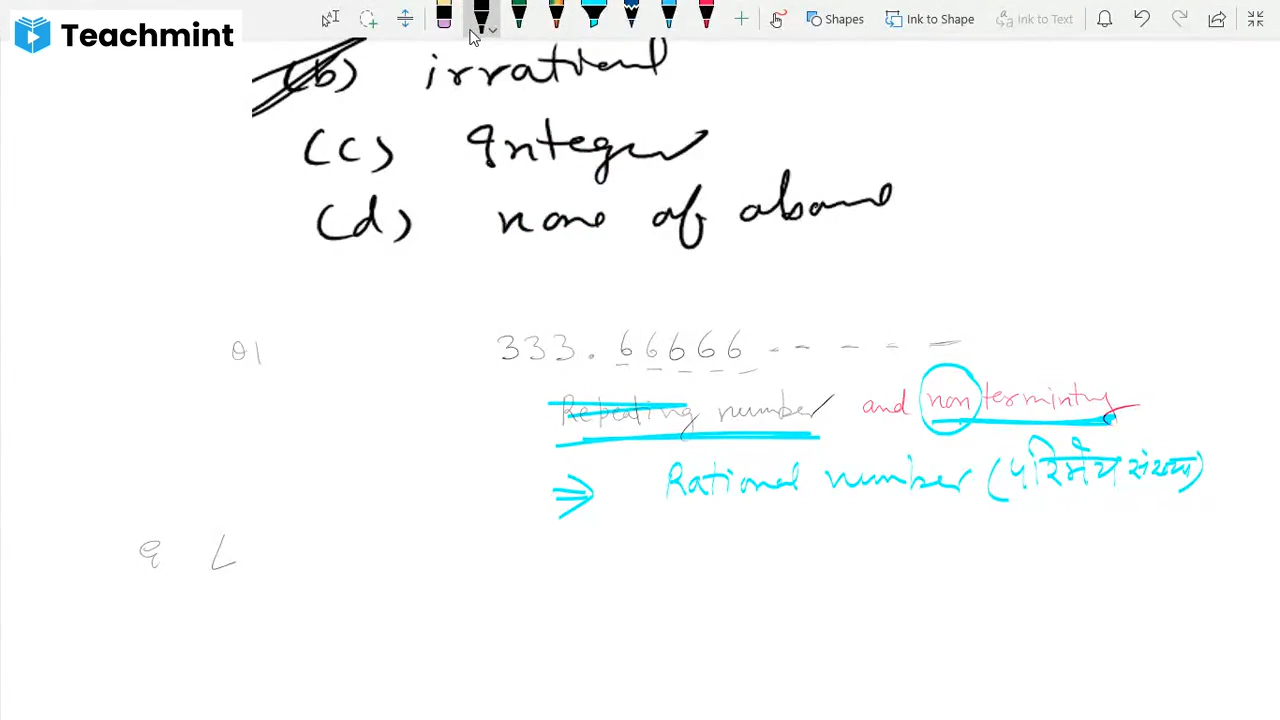 Teachmint
Shapes Ink to Shape Ink to Text
(b) irrational
(c) Integer
(d) none of above
333.66666 - - - - =
Repeating number and non termintng
⇒ Rational number (परिमेय संख्या)